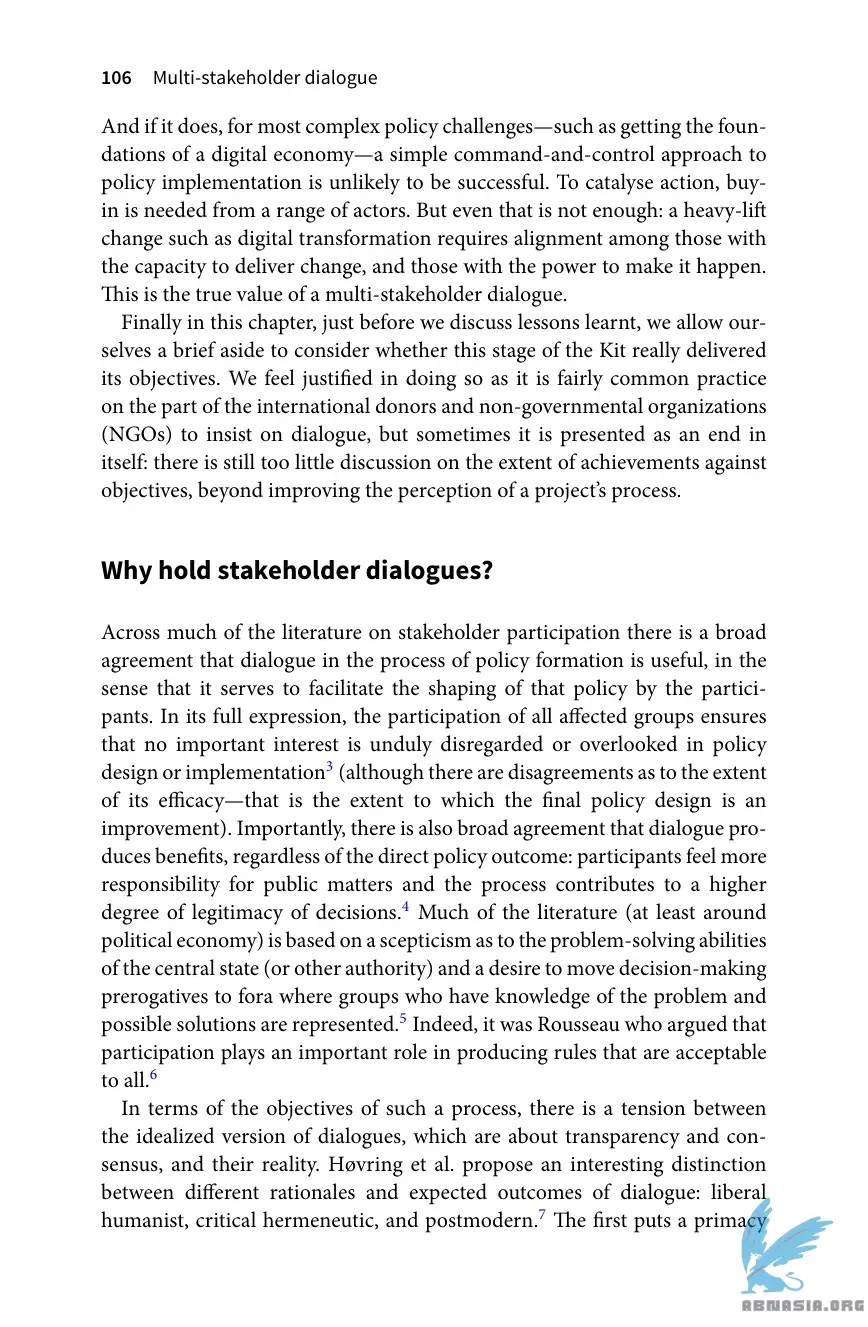 106 Multi-stakeholder dialogue
And if it does, for most complex policy challenges—such as getting the foun-
dations of a digital economy—a simple command-and-control approach to
policy implementation is unlikely to be successful. To catalyse action, buy-
in is needed from a range of actors. But even that is not enough: a heavy-lift
change such as digital transformation requires alignment among those with
the capacity to deliver change, and those with the power to make it happen.
This is the true value of a multi-stakeholder dialogue.
Finally in this chapter, just before we discuss lessons learnt, we allow our-
selves a brief aside to consider whether this stage of the Kit really delivered
its objectives. We feel justified in doing so as it is fairly common practice
on the part of the international donors and non-governmental organizations
(NGOs) to insist on dialogue, but sometimes it is presented as an end in
itself: there is still too little discussion on the extent of achievements against
objectives, beyond improving the perception of a project's process.
Why hold stakeholder dialogues?
Across much of the literature on stakeholder participation there is a broad
agreement that dialogue in the process of policy formation is useful, in the
sense that it serves to facilitate the shaping of that policy by the partici-
pants. In its full expression, the participation of all affected groups ensures
that no important interest is unduly disregarded or overlooked in policy
design or implementation3 (although there are disagreements as to the extent
of its efficacy—that is the extent to which the final policy design is an
improvement). Importantly, there is also broad agreement that dialogue pro-
duces benefits, regardless of the direct policy outcome: participants feel more
responsibility for public matters and the process contributes to a higher
degree of legitimacy of decisions.4 Much of the literature (at least around
political economy) is based on a scepticism as to the problem-solving abilities
of the central state (or other authority) and a desire to move decision-making
prerogatives to fora where groups who have knowledge of the problem and
possible solutions are represented.5 Indeed, it was Rousseau who argued that
participation plays an important role in producing rules that are acceptable
to all.6
In terms of the objectives of such a process, there is a tension between
the idealized version of dialogues, which are about transparency and con-
sensus, and their reality. Høvring et al. propose an interesting distinction
between different rationales and expected outcomes of dialogue: liberal
humanist, critical hermeneutic, and postmodern.7 The first puts a primacy
ABNASIA.ORG